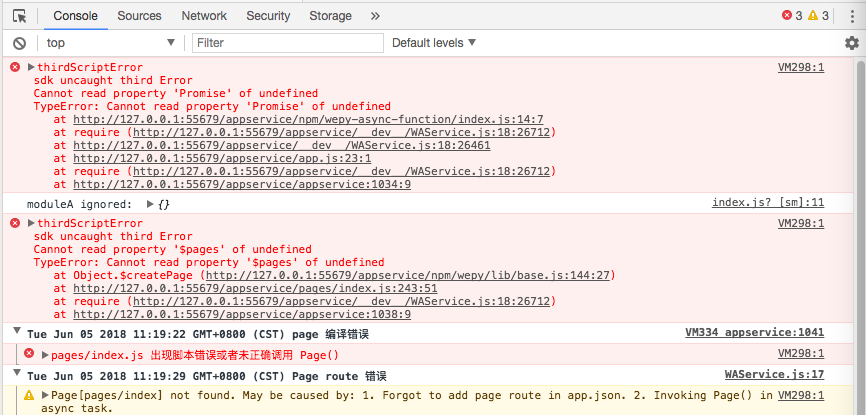 Console Sources Network Security Storage » 3 3
top Filter Default levels
thirdScriptError VM298:1
sdk uncaught third Error
Cannot read property 'Promise' of undefined
TypeError: Cannot read property 'Promise' of undefined
at http://127.0.0.1:55679/appservice/npm/wepy-async-function/index.js:14:7
at require (http://127.0.0.1:55679/appservice/__dev__/WAService.js:18:26712)
at http://127.0.0.1:55679/appservice/__dev__/WAService.js:18:26461
at http://127.0.0.1:55679/appservice/app.js:23:1
at require (http://127.0.0.1:55679/appservice/__dev__/WAService.js:18:26712)
at http://127.0.0.1:55679/appservice/appservice:1034:9
moduleA ignored: {} index.js? [sm]:11
thirdScriptError VM298:1
sdk uncaught third Error
Cannot read property '$pages' of undefined
TypeError: Cannot read property '$pages' of undefined
at Object.$createPage (http://127.0.0.1:55679/appservice/npm/wepy/lib/base.js:144:27)
at http://127.0.0.1:55679/appservice/pages/index.js:243:51
at require (http://127.0.0.1:55679/appservice/__dev__/WAService.js:18:26712)
at http://127.0.0.1:55679/appservice/appservice:1038:9
Tue Jun 05 2018 11:19:22 GMT+0800 (CST) page 编译错误 VM334 appservice:1041
pages/index.js 出现脚本错误或者未正确调用 Page() VM298:1
Tue Jun 05 2018 11:19:29 GMT+0800 (CST) Page route 错误 WAService.js:17
Page[pages/index] not found. May be caused by: 1. Forgot to add page route in app.json. 2. Invoking Page() in VM298:1
async task.